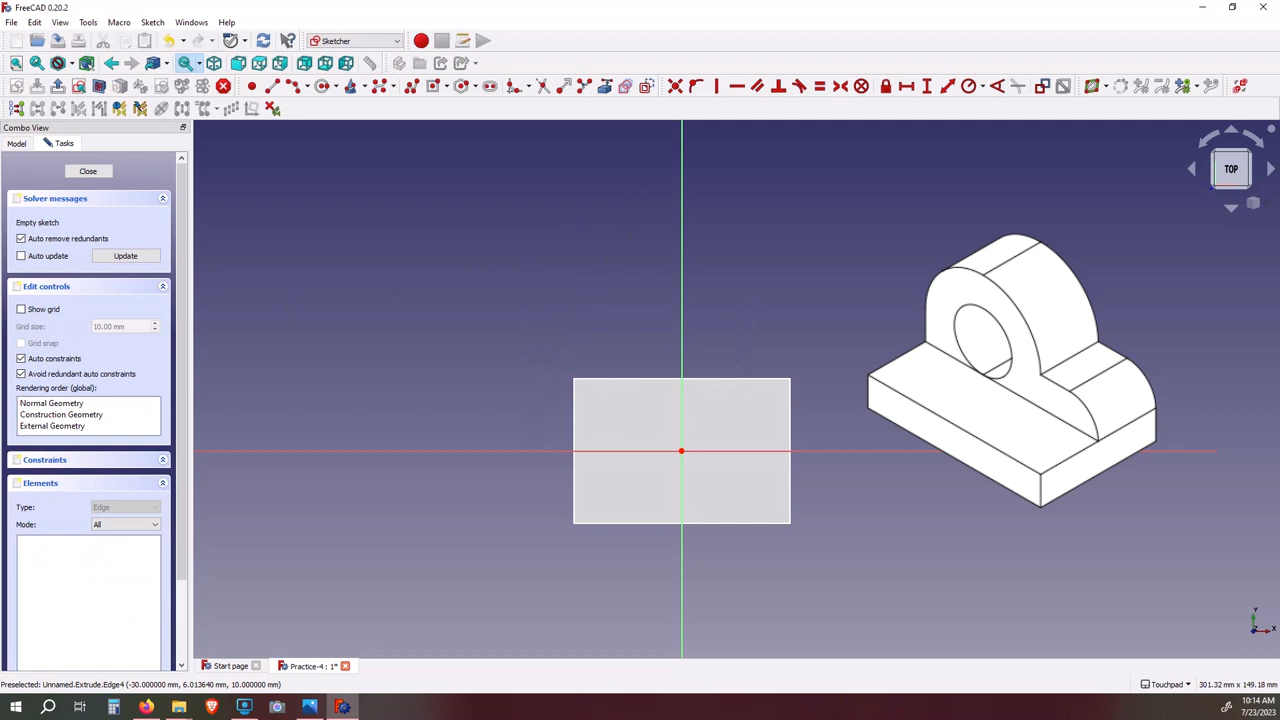 FreeCAD 0.20.2
File Edit View Tools Macro Sketch Windows Help
Sketcher
Combo View
Model Tasks
Close
Solver messages
Empty sketch
Auto remove redundants
Auto update Update
Edit controls
Show grid
Grid size: 10.00 mm
Grid snap
Auto constraints
Avoid redundant auto constraints
Rendering order (global):
Normal Geometry
Construction Geometry
External Geometry
Constraints
Elements
Type: Edge
Mode: All
TOP
Y
Z X
Start page Practice-4 : 1*
Preselected: Unnamed.Extrude.Edge4 (-30.000000 mm, 6.013640 mm, 10.000000 mm) Touchpad 301.32 mm x 149.18 mm
10:14 AM
7/23/2023